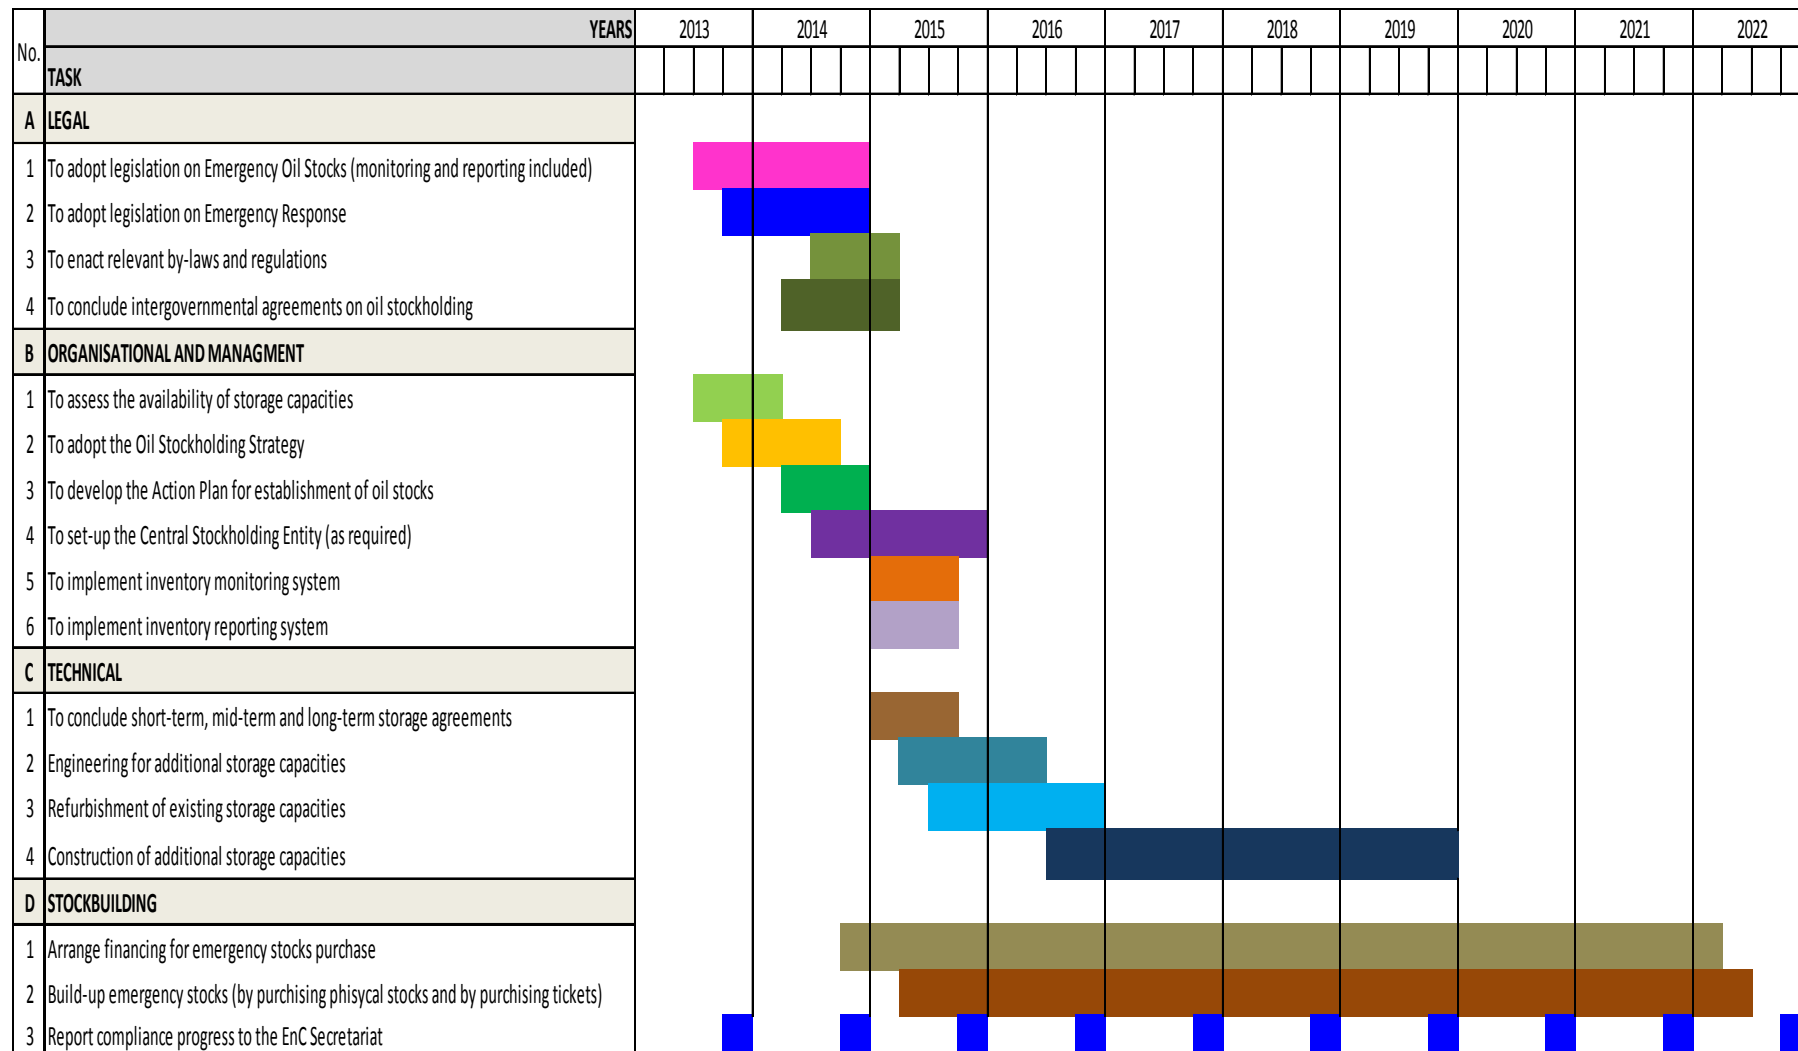 No. YEARS 2013 2014 2015 2016 2017 2018 2019 2020 2021 2022
TASK
A LEGAL
1 To adopt legislation on Emergency Oil Stocks (monitoring and reporting included)
2 To adopt legislation on Emergency Response
3 To enact relevant by-laws and regulations
4 To conclude intergovernmental agreements on oil stockholding
B ORGANISATIONAL AND MANAGMENT
1 To assess the availability of storage capacities
2 To adopt the Oil Stockholding Strategy
3 To develop the Action Plan for establishment of oil stocks
4 To set-up the Central Stockholding Entity (as required)
5 To implement inventory monitoring system
6 To implement inventory reporting system
C TECHNICAL
1 To conclude short-term, mid-term and long-term storage agreements
2 Engineering for additional storage capacities
3 Refurbishment of existing storage capacities
4 Construction of additional storage capacities
D STOCKBUILDING
1 Arrange financing for emergency stocks purchase
2 Build-up emergency stocks (by purchasing phisycal stocks and by purchasing tickets)
3 Report compliance progress to the EnC Secretariat